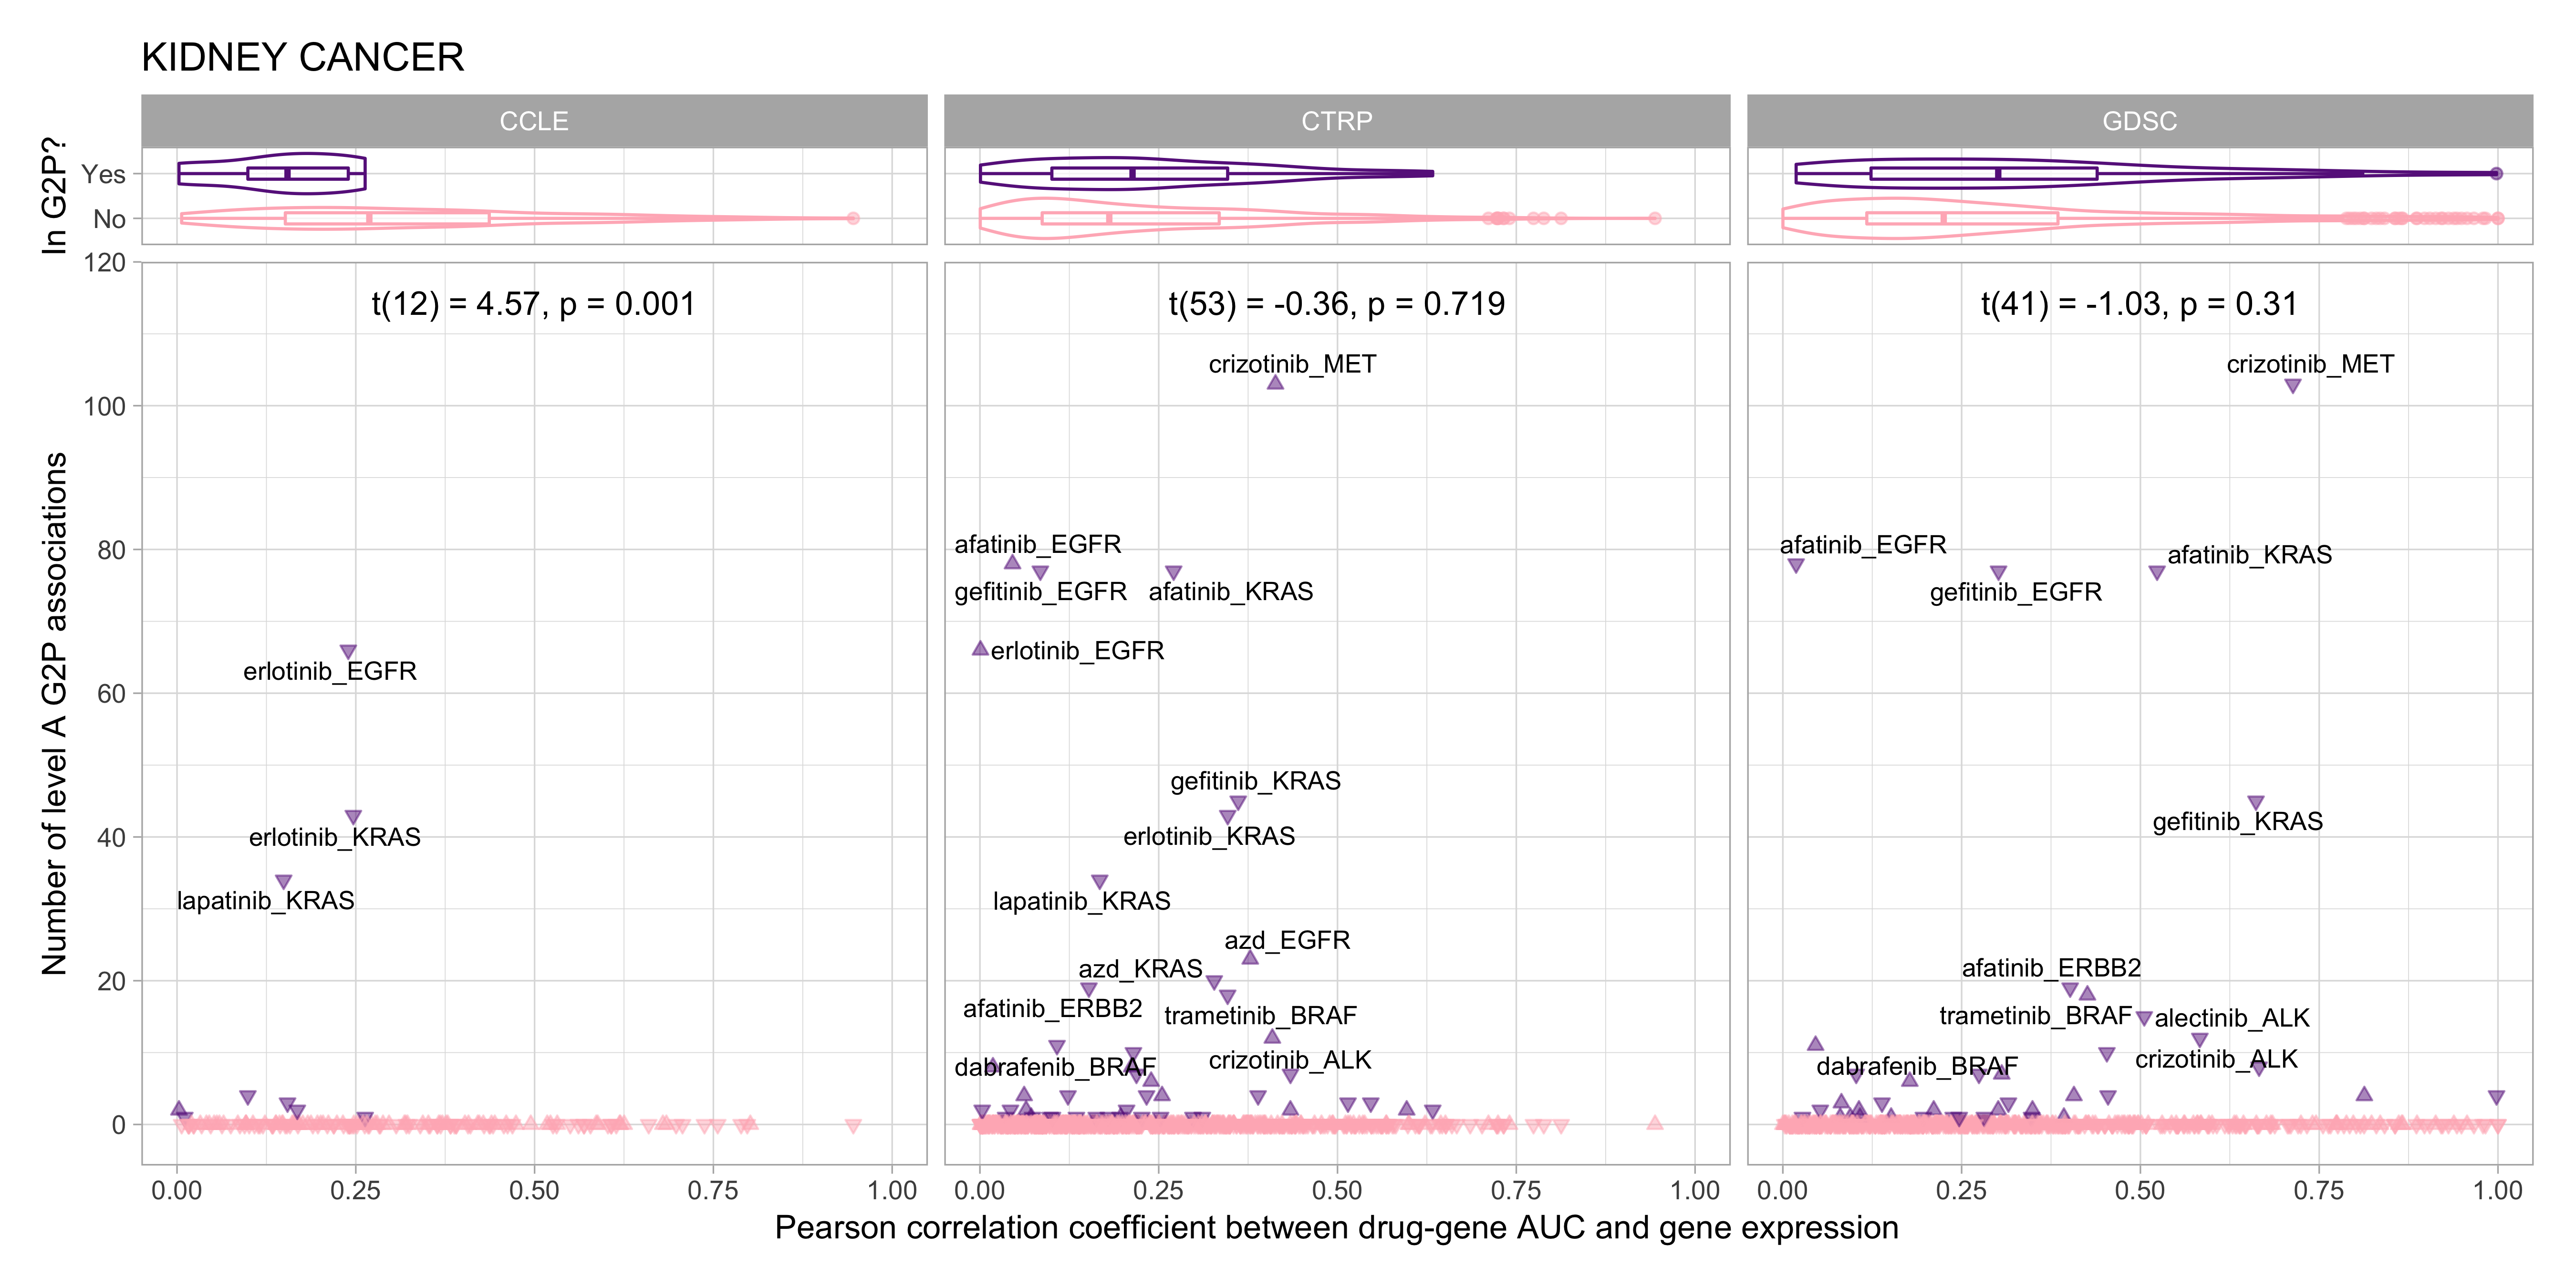 KIDNEY CANCER
CCLE
CTRP
GDSC
In G2P?
Yes
No
Number of level A G2P associations
120
100
80
60
40
20
0
t(12) = 4.57, p = 0.001
erlotinib_EGFR
erlotinib_KRAS
lapatinib_KRAS
t(53) = -0.36, p = 0.719
crizotinib_MET
afatinib_EGFR
gefitinib_EGFR
afatinib_KRAS
erlotinib_EGFR
gefitinib_KRAS
erlotinib_KRAS
lapatinib_KRAS
azd_EGFR
azd_KRAS
afatinib_ERBB2
trametinib_BRAF
dabrafenib_BRAF
crizotinib_ALK
t(41) = -1.03, p = 0.31
crizotinib_MET
afatinib_EGFR
afatinib_KRAS
gefitinib_EGFR
gefitinib_KRAS
afatinib_ERBB2
trametinib_BRAF
alectinib_ALK
dabrafenib_BRAF
crizotinib_ALK
0.00 0.25 0.50 0.75 1.00
0.00 0.25 0.50 0.75 1.00
0.00 0.25 0.50 0.75 1.00
Pearson correlation coefficient between drug-gene AUC and gene expression